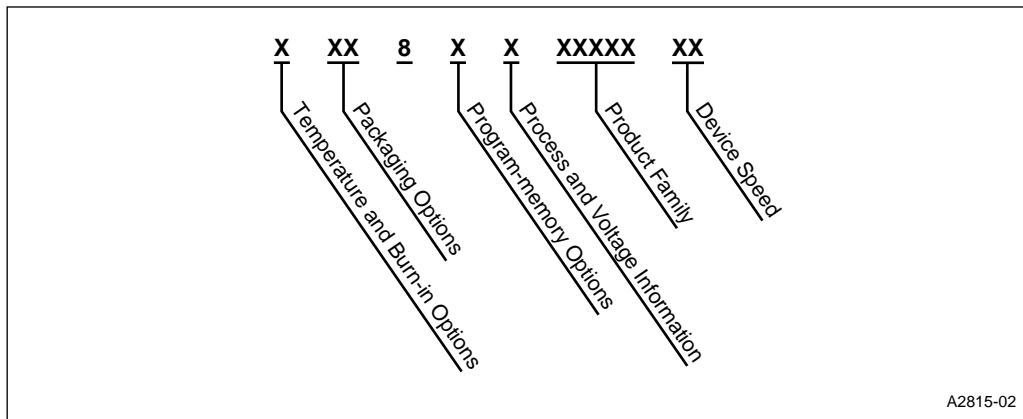 X XX 8 X X XXXXX XX
Temperature and Burn-in Options
Packaging Options
Program-memory Options
Process and Voltage Information
Product Family
Device Speed
A2815-02